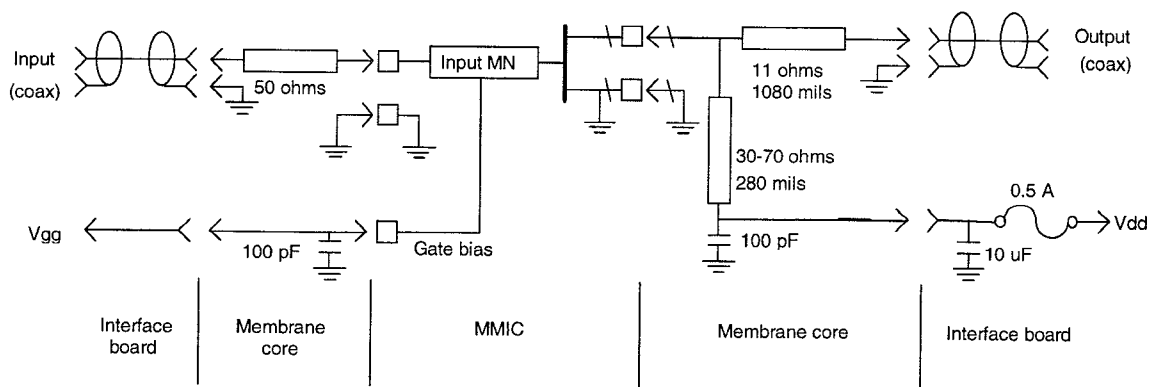 Input
(coax)
50 ohms
Input MN
11 ohms
1080 mils
Output
(coax)
30-70 ohms
280 mils
Vgg
100 pF
Gate bias
100 pF
10 uF
0.5 A
Vdd
Interface
board
Membrane
core
MMIC
Membrane core
Interface board